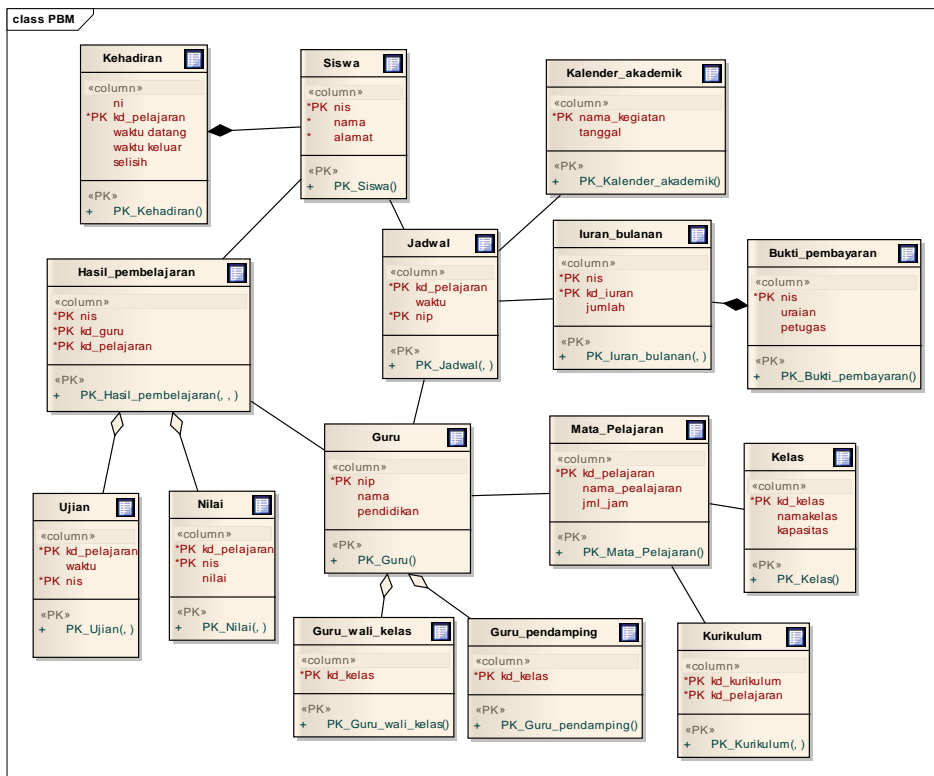 class PBM
Kehadiran
«column»
ni
*PK kd_pelajaran
waktu datang
waktu keluar
selisih
«PK»
+ PK_Kehadiran()
Siswa
«column»
*PK nis
* nama
* alamat
«PK»
+ PK_Siswa()
Kalender_akademik
«column»
*PK nama_kegiatan
tanggal
«PK»
+ PK_Kalender_akademik()
Hasil_pembelajaran
«column»
*PK nis
*PK kd_guru
*PK kd_pelajaran
«PK»
+ PK_Hasil_pembelajaran(, , )
Jadwal
«column»
*PK kd_pelajaran
waktu
*PK nip
«PK»
+ PK_Jadwal(, )
Iuran_bulanan
«column»
*PK nis
*PK kd_iuran
jumlah
«PK»
+ PK_Iuran_bulanan(, )
Bukti_pembayaran
«column»
*PK nis
uraian
petugas
«PK»
+ PK_Bukti_pembayaran()
Guru
«column»
*PK nip
nama
pendidikan
«PK»
+ PK_Guru()
Mata_Pelajaran
«column»
*PK kd_pelajaran
nama_pealajaran
jml_jam
«PK»
+ PK_Mata_Pelajaran()
Kelas
«column»
*PK kd_kelas
namakelas
kapasitas
«PK»
+ PK_Kelas()
Ujian
«column»
*PK kd_pelajaran
waktu
*PK nis
«PK»
+ PK_Ujian(, )
Nilai
«column»
*PK kd_pelajaran
*PK nis
nilai
«PK»
+ PK_Nilai(, )
Guru_wali_kelas
«column»
*PK kd_kelas
«PK»
+ PK_Guru_wali_kelas()
Guru_pendamping
«column»
*PK kd_kelas
«PK»
+ PK_Guru_pendamping()
Kurikulum
«column»
*PK kd_kurikulum
*PK kd_pelajaran
«PK»
+ PK_Kurikulum(, )